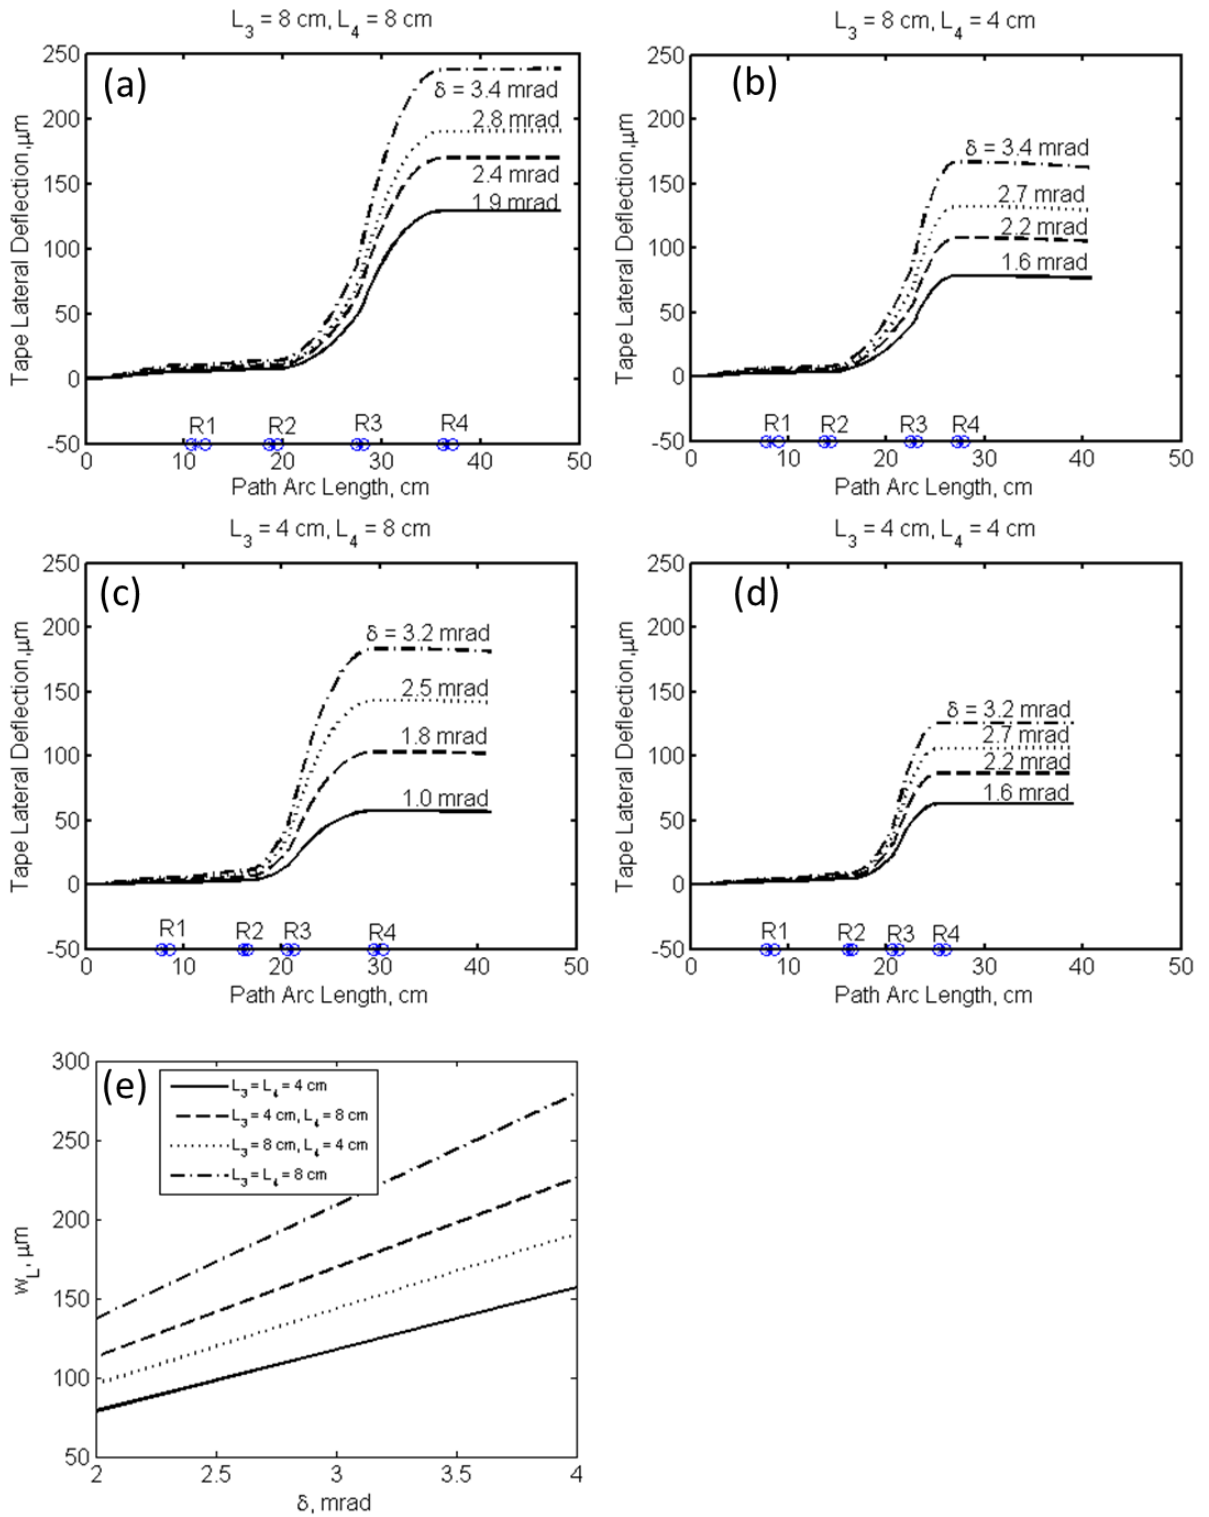 L3 = 8 cm, L4 = 8 cm
(a)
250
200
150
100
50
0
-50
Tape Lateral Deflection,μm
δ = 3.4 mrad
2.8 mrad
2.4 mrad
1.9 mrad
R1 R2 R3 R4
0 10 20 30 40 50
Path Arc Length, cm
L3 = 8 cm, L4 = 4 cm
(b)
250
200
150
100
50
0
-50
Tape Lateral Deflection,μm
δ = 3.4 mrad
2.7 mrad
2.2 mrad
1.6 mrad
R1 R2 R3 R4
0 10 20 30 40 50
Path Arc Length, cm
L3 = 4 cm, L4 = 8 cm
(c)
250
200
150
100
50
0
-50
Tape Lateral Deflection,μm
δ = 3.2 mrad
2.5 mrad
1.8 mrad
1.0 mrad
R1 R2 R3 R4
0 10 20 30 40 50
Path Arc Length, cm
L3 = 4 cm, L4 = 4 cm
(d)
250
200
150
100
50
0
-50
Tape Lateral Deflection,μm
δ = 3.2 mrad
2.7 mrad
2.2 mrad
1.6 mrad
R1 R2 R3 R4
0 10 20 30 40 50
Path Arc Length, cm
(e)
300
250
200
150
100
50
wL, μm
L3 = L4 = 4 cm
L3 = 4 cm, L4 = 8 cm
L3 = 8 cm, L4 = 4 cm
L3 = L4 = 8 cm
2 2.5 3 3.5 4
δ, mrad